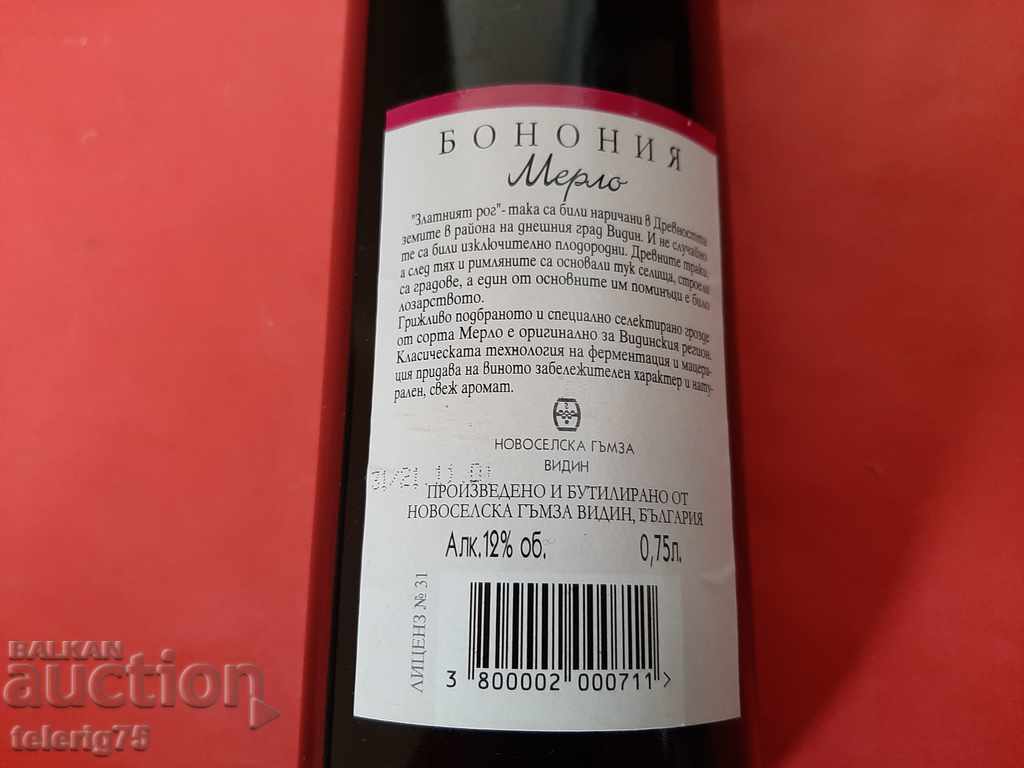 БОНОНИЯ
Мерло
"Златният рог"- така са били наричани в Древността
земите в района на днешния град Видин. И не случайно
те са били изключително плодородни. Древните траки,
а след тях и римляните са основали тук селища, строели
са градове, а един от основните им поминъци е било
лозарството.
Грижливо подбраното и специално селектирано грозде
от сорта Мерло е оригинално за Видинския регион.
Класическата технология на ферментация и мацера-
ция придава на виното забележителен характер и нату-
рален, свеж аромат.
НОВОСЕЛСКА ГЪМЗА
ВИДИН
ПРОИЗВЕДЕНО И БУТИЛИРАНО ОТ
НОВОСЕЛСКА ГЪМЗА ВИДИН, БЪЛГАРИЯ
Алк.12% об. 0,75л.
ЛИЦЕНЗ № 31
3 800002 000711 >
BALKAN
auction
telerig75